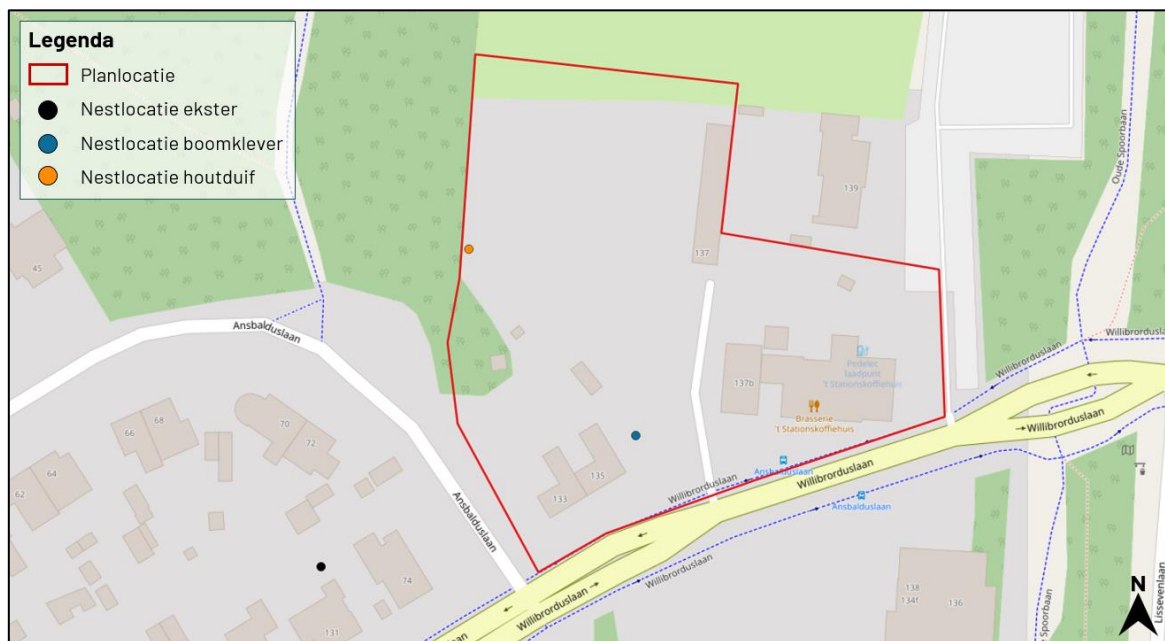 Legenda
Planlocatie
Nestlocatie ekster
Nestlocatie boomklever
Nestlocatie houtduif
45
Ansbalduslaan
66
68
70
72
64
62
74
131
Ansbalduslaan
137
139
137b
Pedelec
laadpunt
't Stationskoffiehuis
Brasserie
't Stationskoffiehuis
135
133
Willibrorduslaan
Ansbalduslaan
Willibrorduslaan
Ansbalduslaan
Willibrorduslaan
Willibrorduslaan
laan
Willibrorduslaan
Willibrorduslaan
Willibrorduslaan
Oude Spoorbaan
Spoorbaan
Lissevenlaan
138
134f
136
N